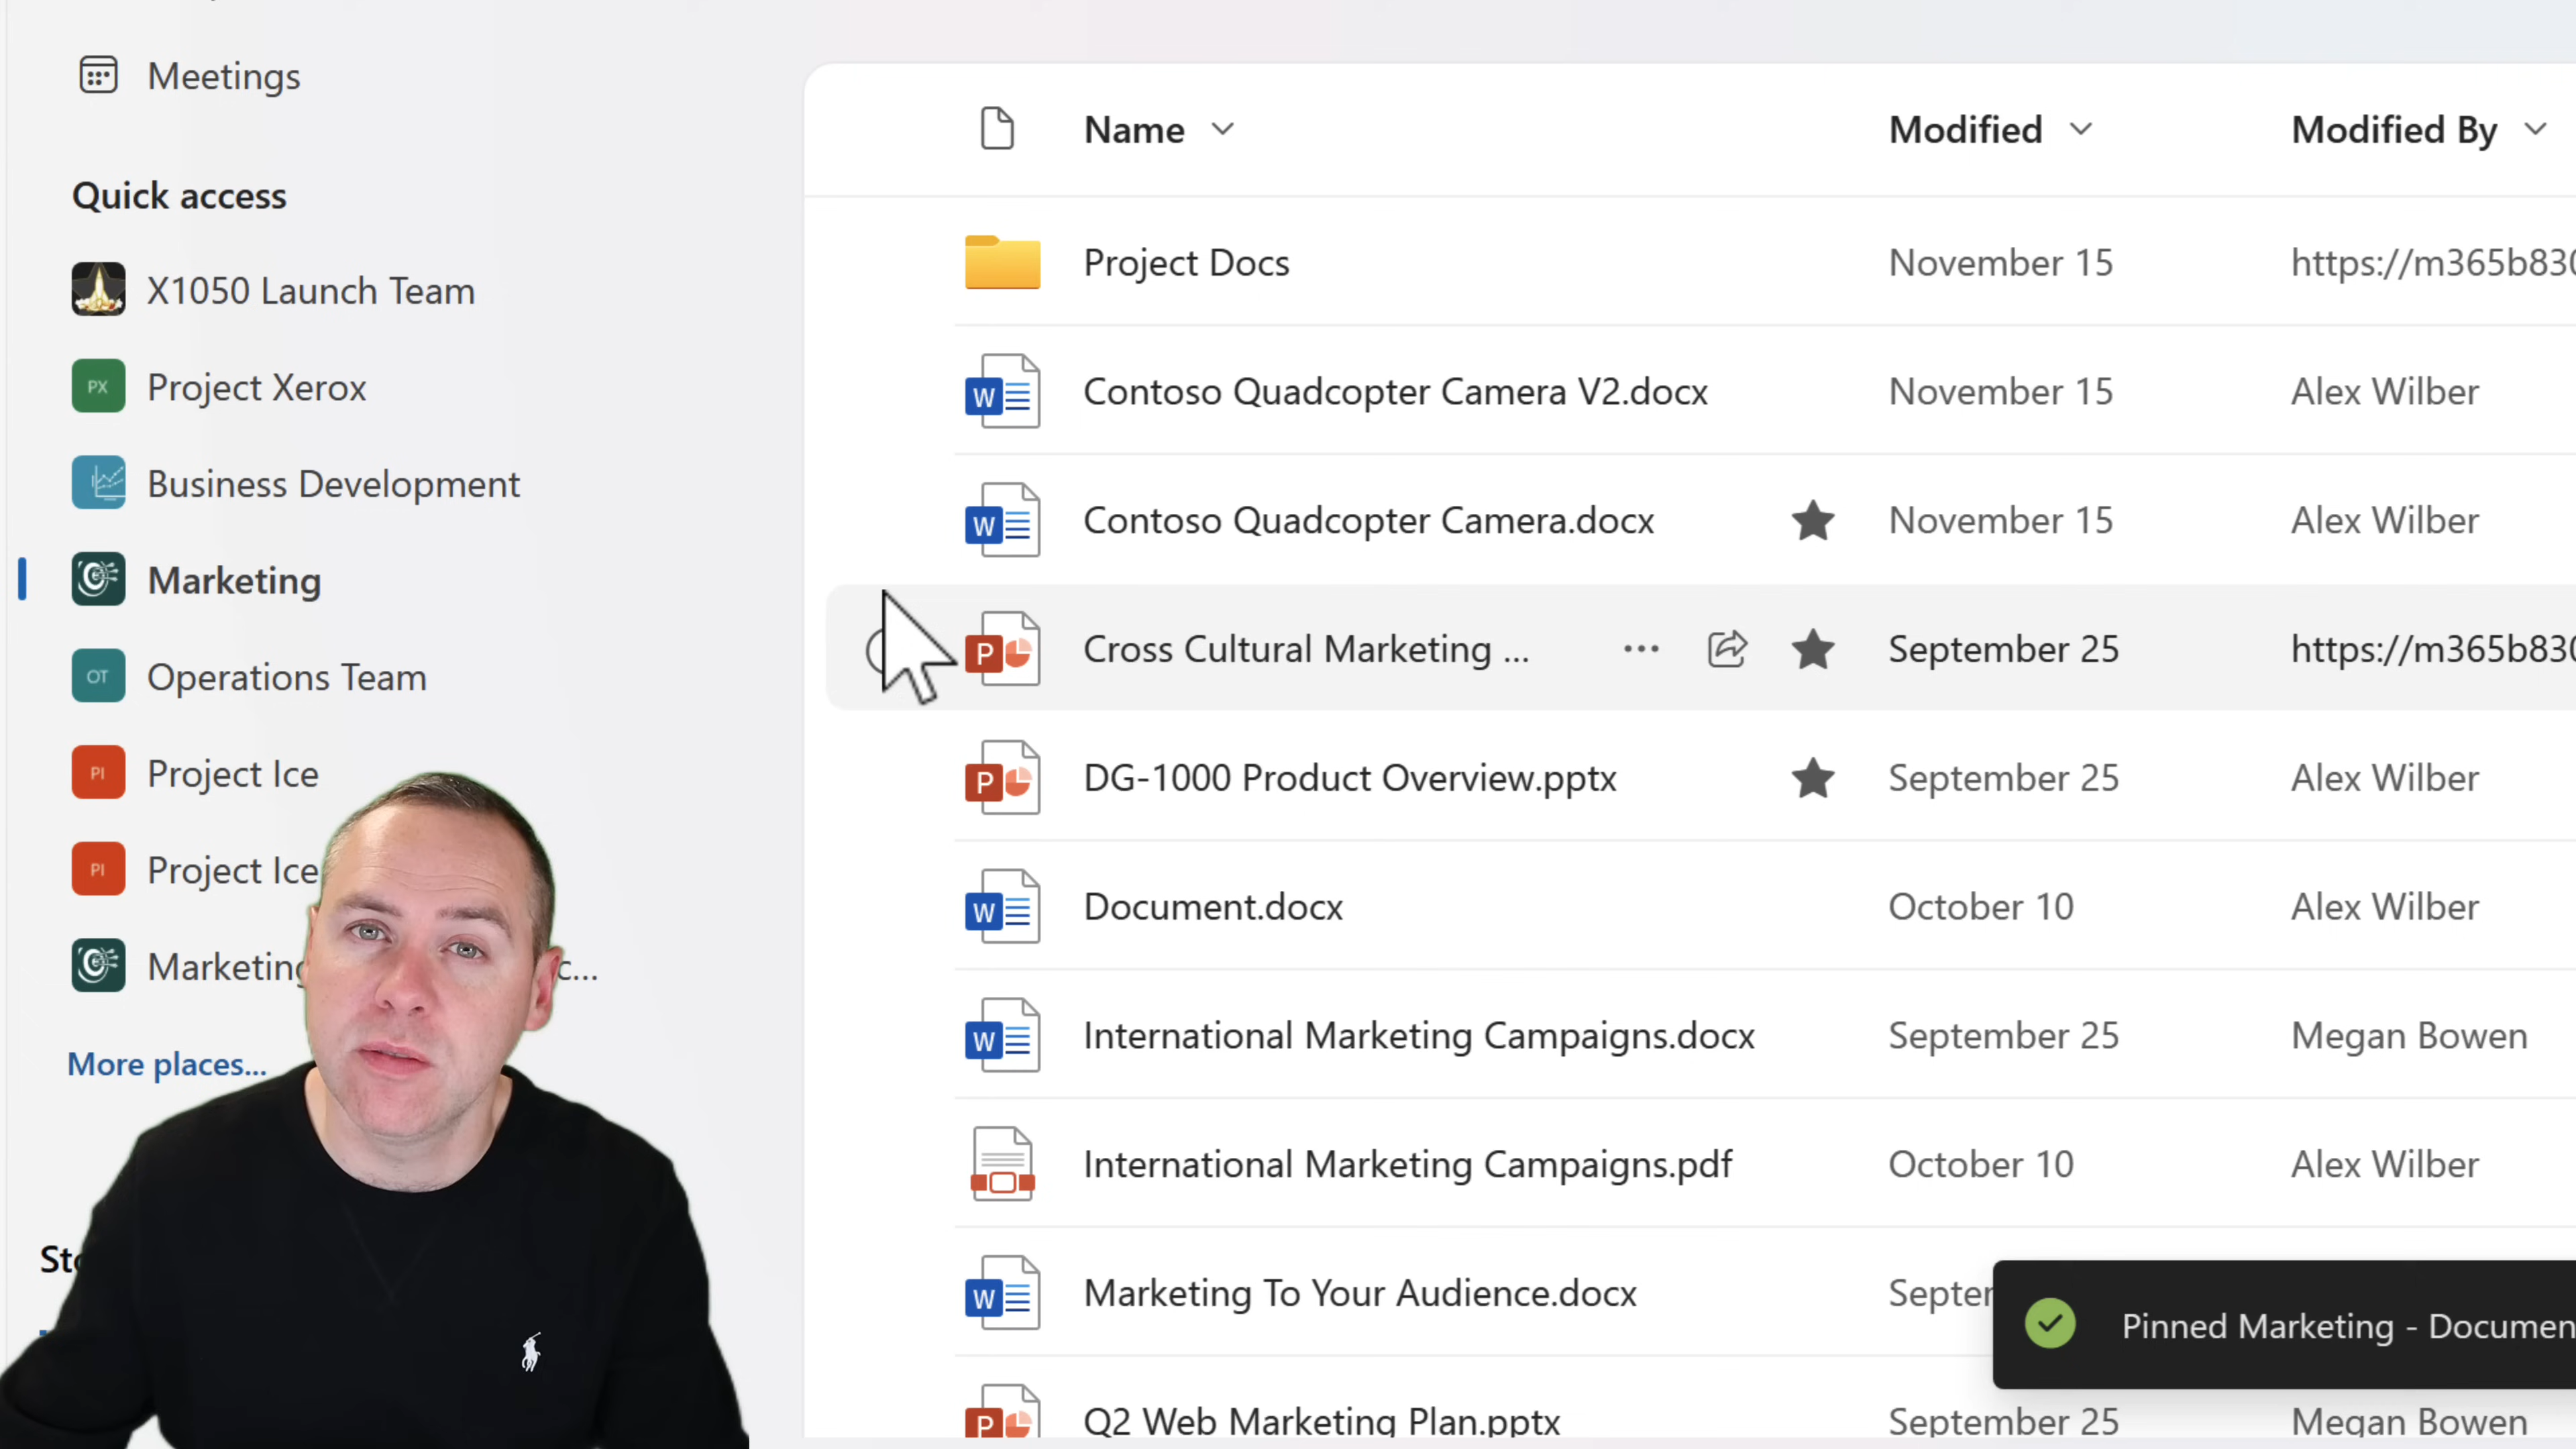 Meetings
Quick access
X1050 Launch Team
PX
Project Xerox
Business Development
Marketing
OT
Operations Team
PI
Project Ice
PI
Project Ice
Marketing
c...
More places...
Name
Modified
Modified By
Project Docs
November 15
https://m365b830
W
Contoso Quadcopter Camera V2.docx
November 15
Alex Wilber
W
Contoso Quadcopter Camera.docx
November 15
Alex Wilber
P
Cross Cultural Marketing ...
September 25
https://m365b830
P
DG-1000 Product Overview.pptx
September 25
Alex Wilber
W
Document.docx
October 10
Alex Wilber
W
International Marketing Campaigns.docx
September 25
Megan Bowen
International Marketing Campaigns.pdf
October 10
Alex Wilber
W
Marketing To Your Audience.docx
Septe
Pinned Marketing - Documen
P
Q2 Web Marketing Plan.pptx
September 25
Megan Bowen